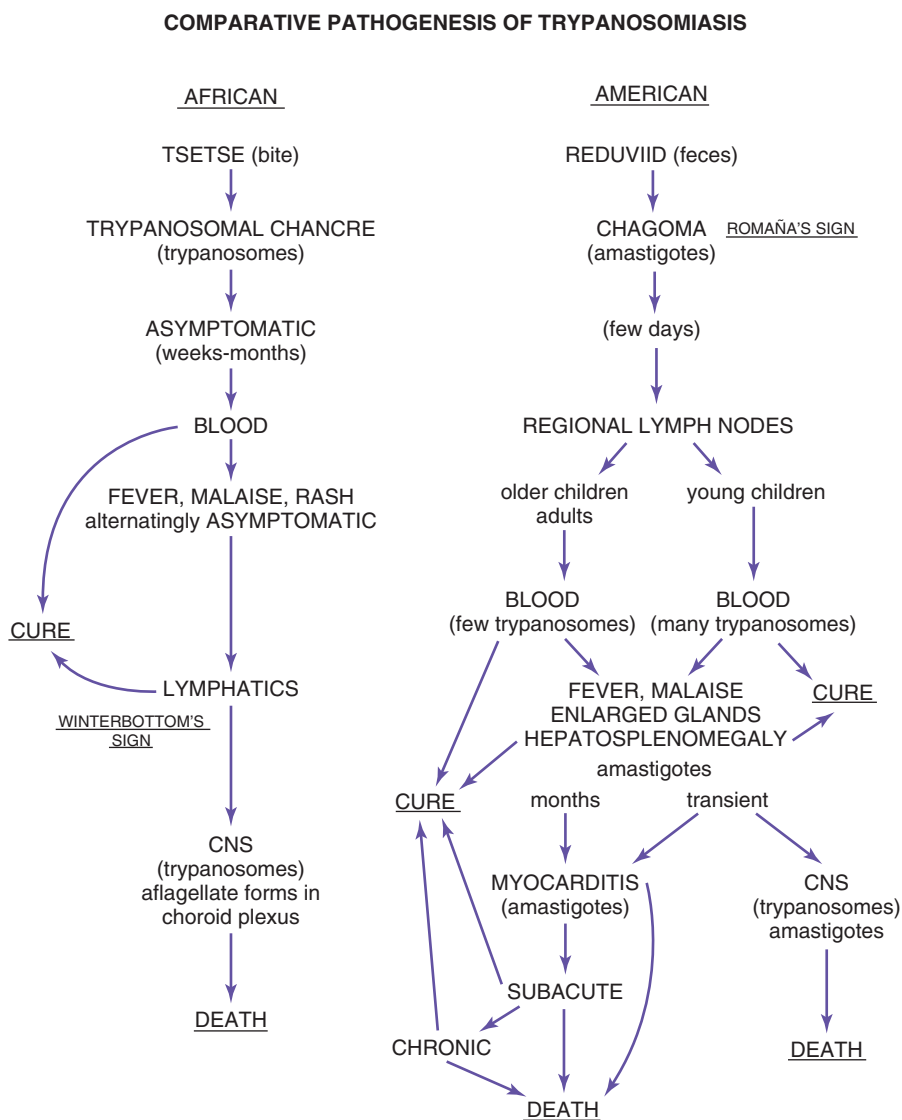 COMPARATIVE PATHOGENESIS OF TRYPANOSOMIASIS
AFRICAN
TSETSE (bite)
TRYPANOSOMAL CHANCRE
(trypanosomes)
ASYMPTOMATIC
(weeks-months)
BLOOD
FEVER, MALAISE, RASH
alternatingly ASYMPTOMATIC
CURE
LYMPHATICS
WINTERBOTTOM'S
SIGN
CNS
(trypanosomes)
aflagellate forms in
choroid plexus
DEATH
AMERICAN
REDUVIID (feces)
CHAGOMA
(amastigotes)
ROMAÑA'S SIGN
(few days)
REGIONAL LYMPH NODES
older children
adults
young children
BLOOD
(few trypanosomes)
BLOOD
(many trypanosomes)
FEVER, MALAISE
ENLARGED GLANDS
HEPATOSPLENOMEGALY
amastigotes
CURE
CURE
months
transient
MYOCARDITIS
(amastigotes)
CNS
(trypanosomes)
amastigotes
SUBACUTE
CHRONIC
DEATH
DEATH